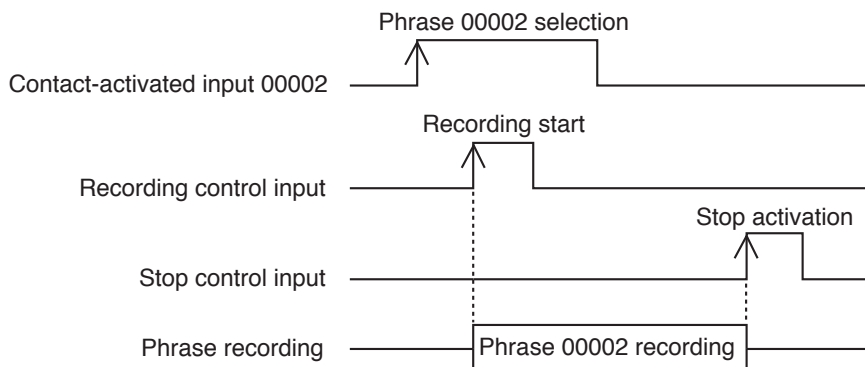 Phrase 00002 selection
Contact-activated input 00002
Recording start
Recording control input
Stop activation
Stop control input
Phrase recording
Phrase 00002 recording